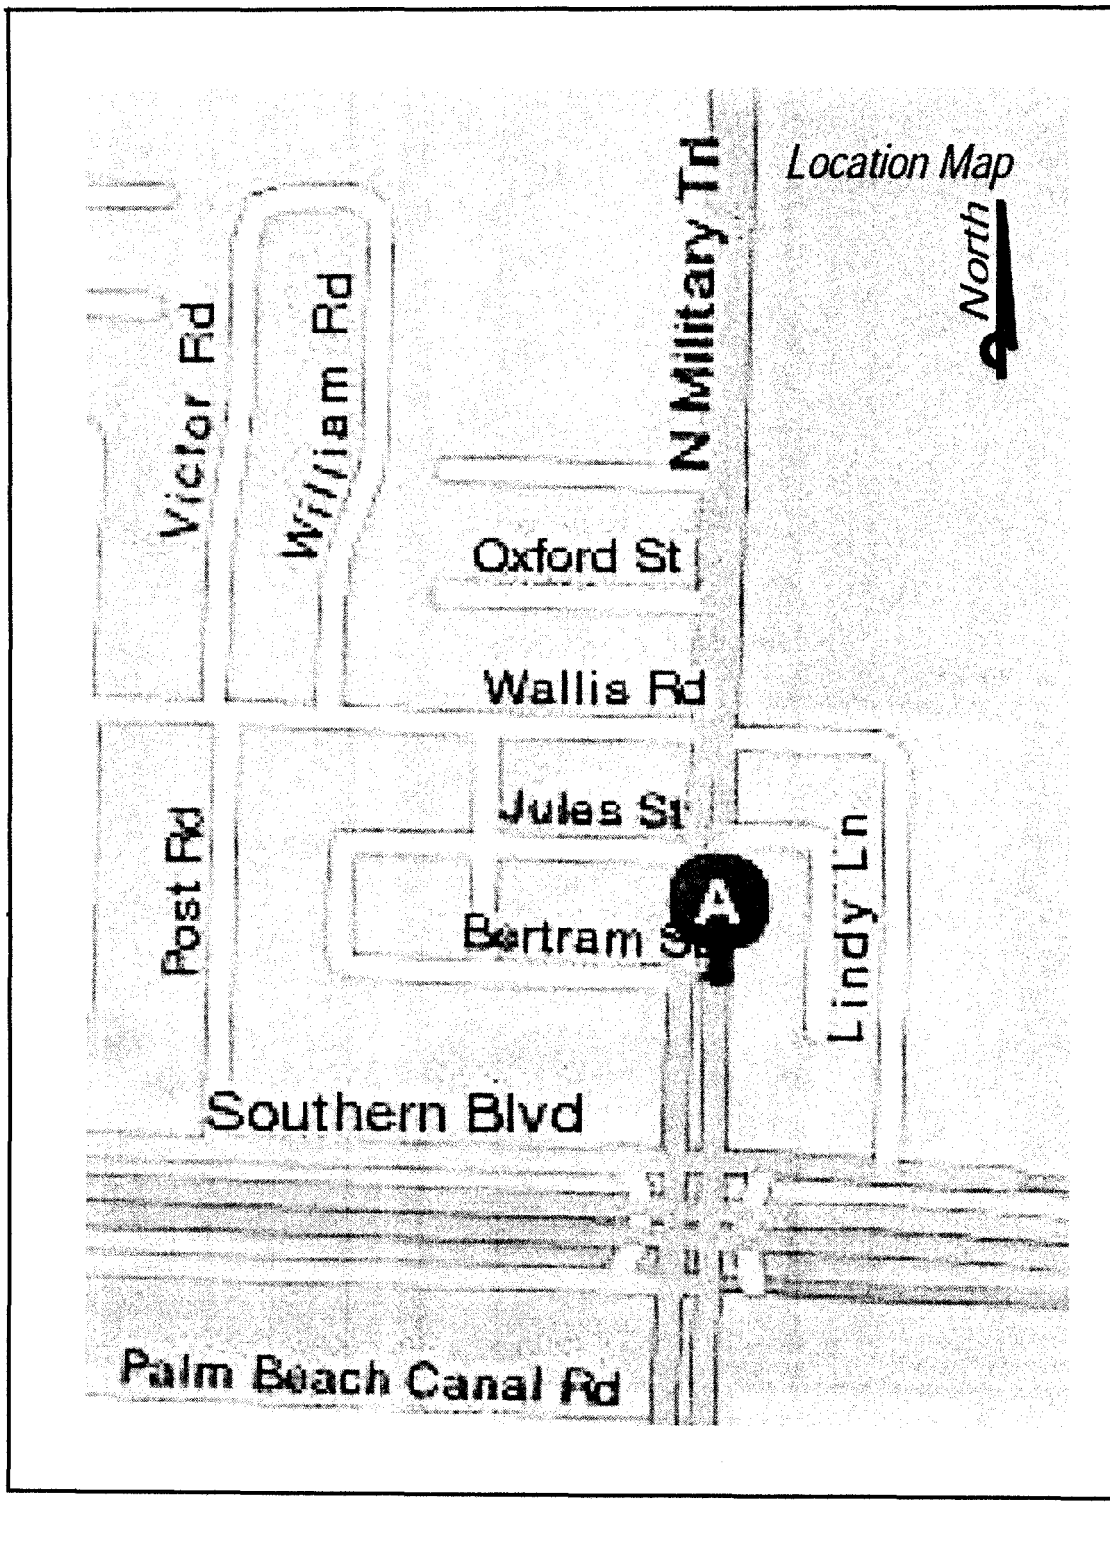 Location Map
North
N Military Trl
Victor Rd
William Rd
Oxford St
Wallis Rd
Jules St
Post Rd
A
Bertram St
Lindy Ln
Southern Blvd
Palm Beach Canal Rd